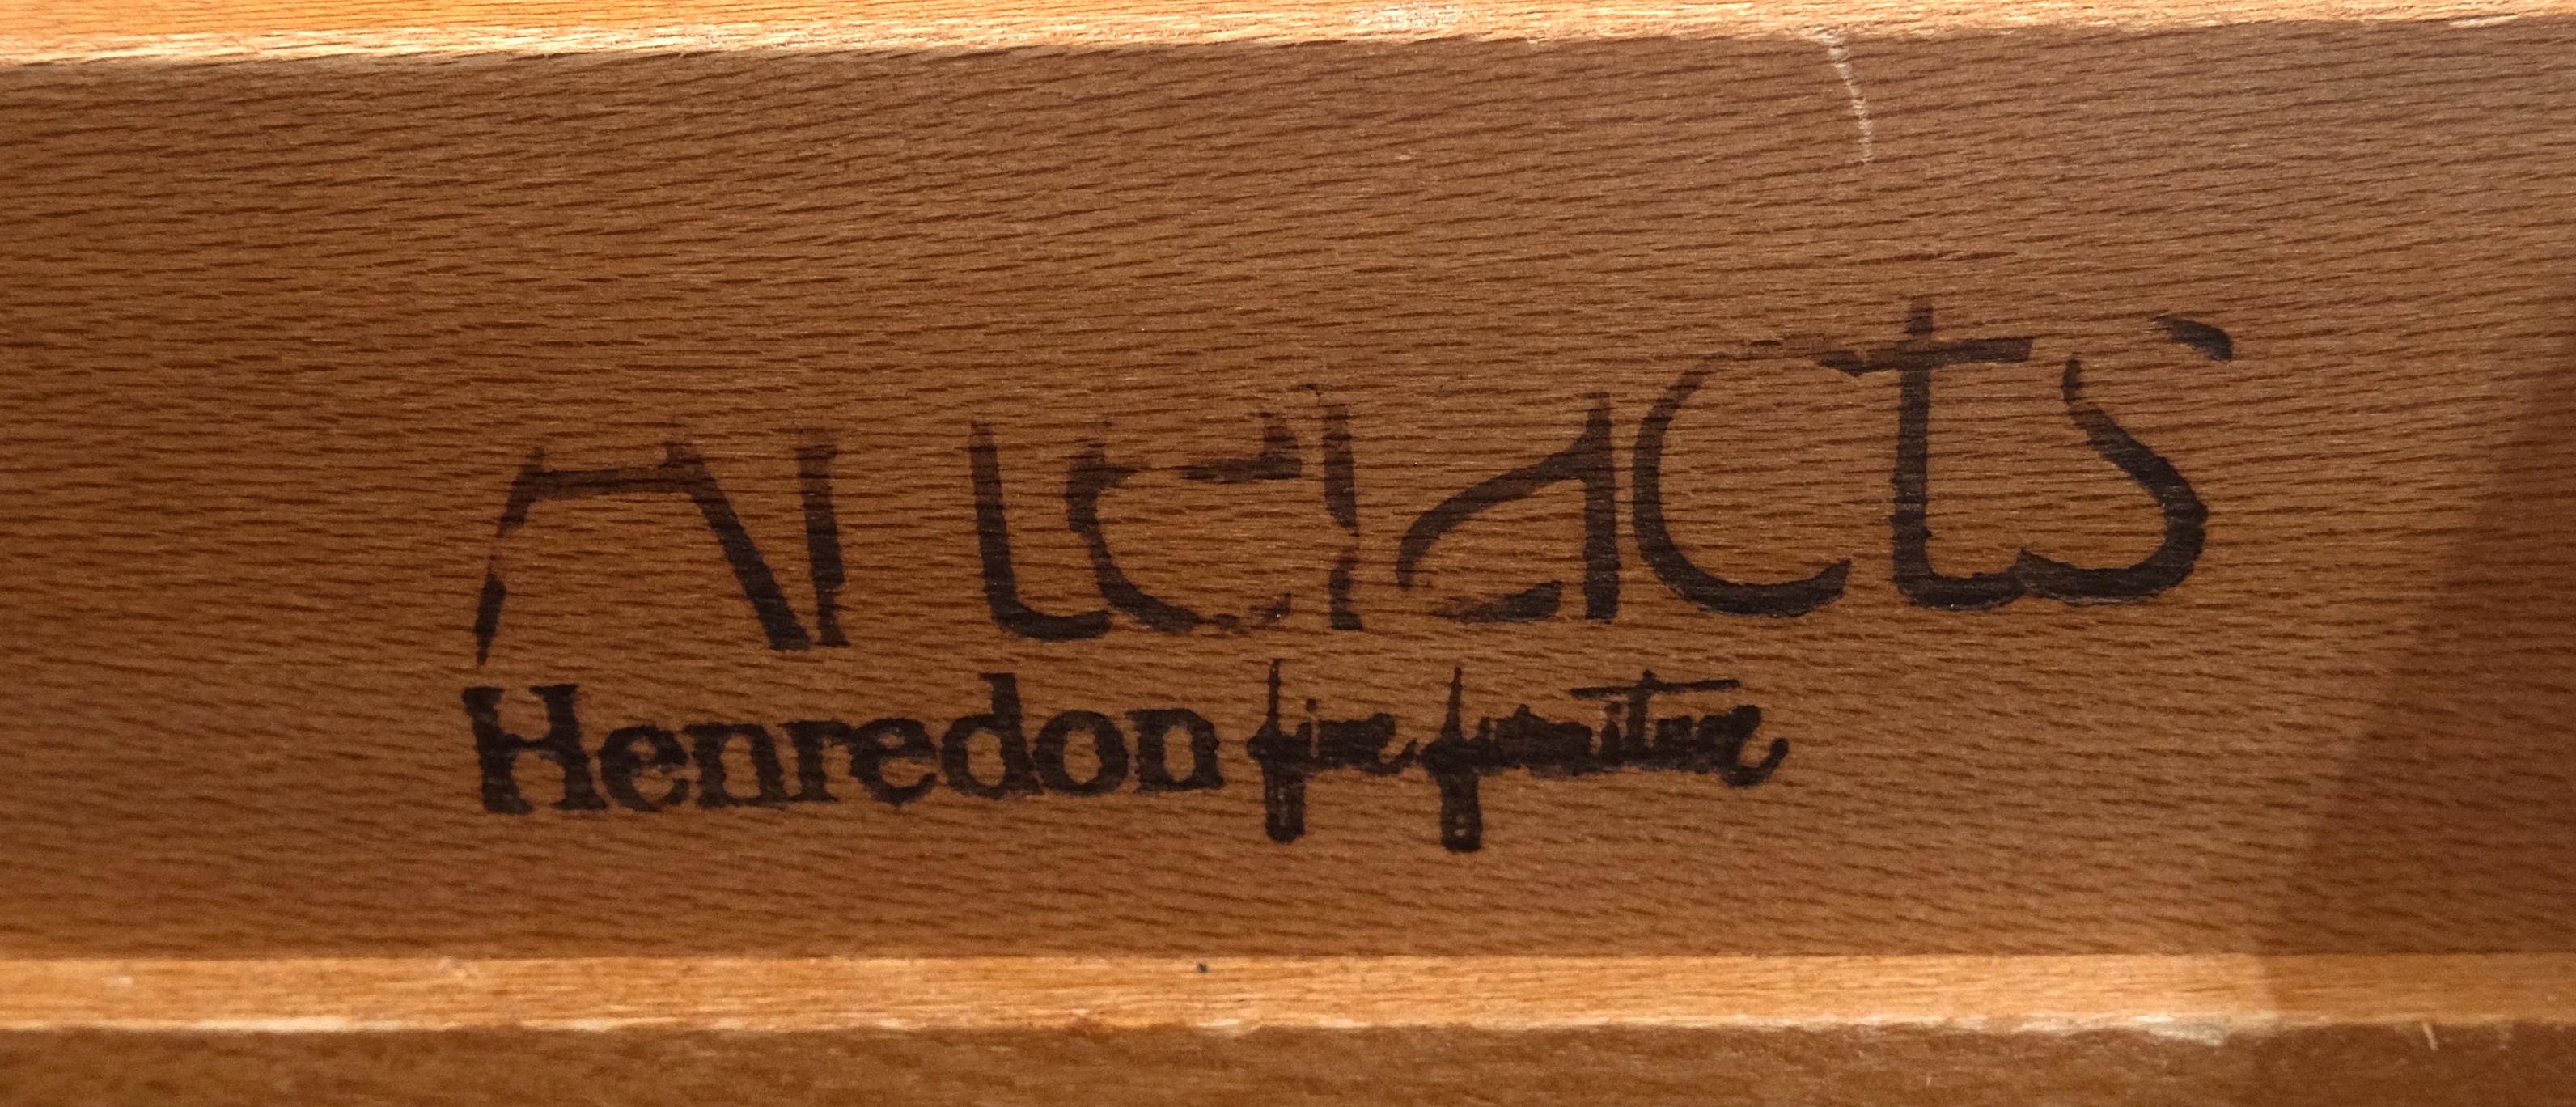 Artefacts
Henredon fine furniture